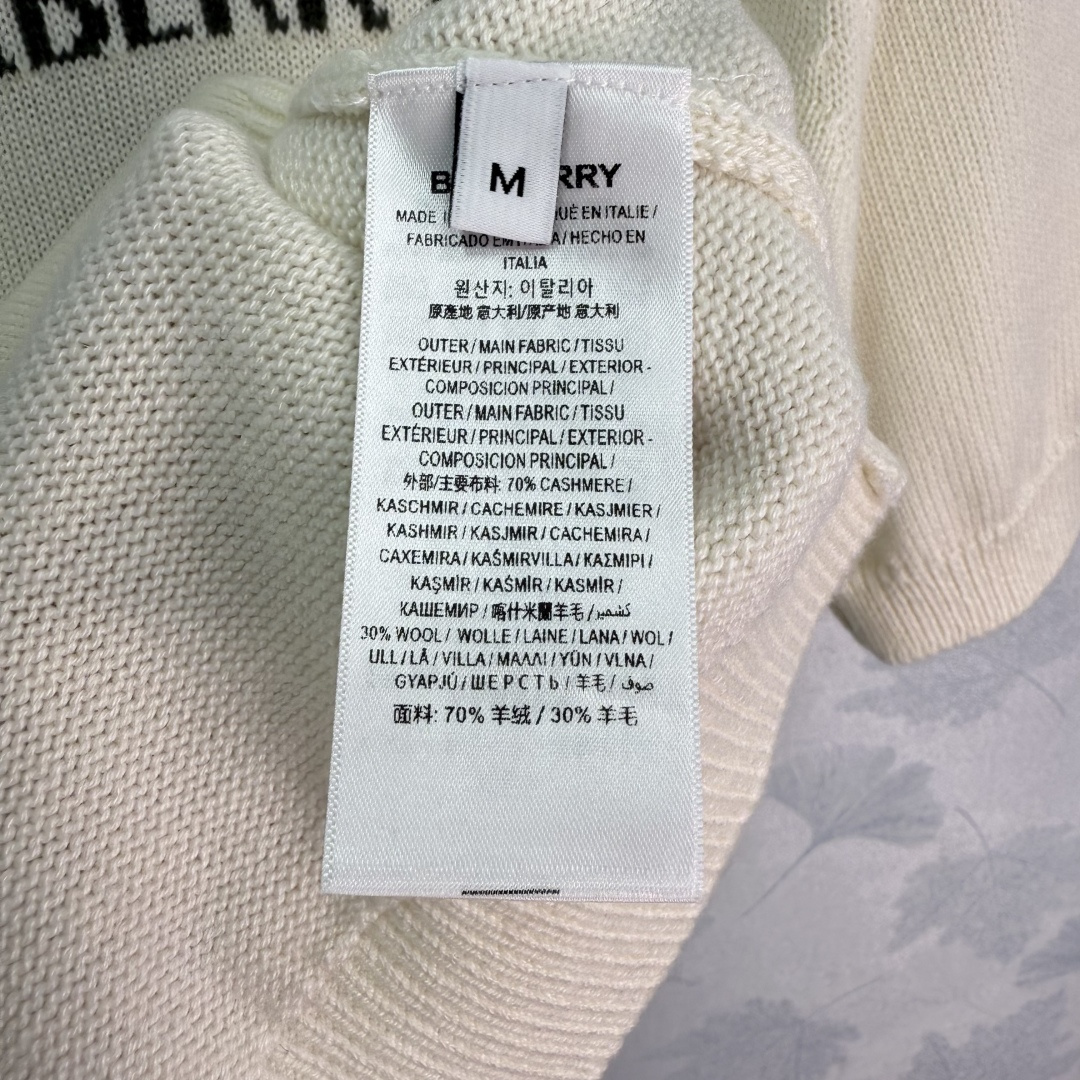 BERR
M
B RRY
MADE I UÉ EN ITALIE /
FABRICADO EM A / HECHO EN
ITALIA
원산지: 이탈리아
原產地 意大利/原产地 意大利
OUTER / MAIN FABRIC / TISSU
EXTÉRIEUR / PRINCIPAL / EXTERIOR -
COMPOSICION PRINCIPAL /
OUTER / MAIN FABRIC / TISSU
EXTÉRIEUR / PRINCIPAL / EXTERIOR -
COMPOSICION PRINCIPAL /
外部/主要布料: 70% CASHMERE /
KASCHMIR / CACHEMIRE / KASJMIER /
KASHMIR / KASJMIR / CACHEMIRA /
CAXEMIRA / KAŚMIRVILLA / ΚΑΣΜΙΡΙ /
KAŞMİR / KAŚMİR / KASMİR /
КАШЕМИР / 喀什米爾羊毛 / كشمير
30% WOOL / WOLLE / LAINE / LANA / WOL /
ULL / LÅ / VILLA / ΜΑΛΛΙ / YÜN / VLNA /
GYAPJÚ / ШЕРСТЬ / 羊毛 / صوف
面料: 70% 羊绒 / 30% 羊毛